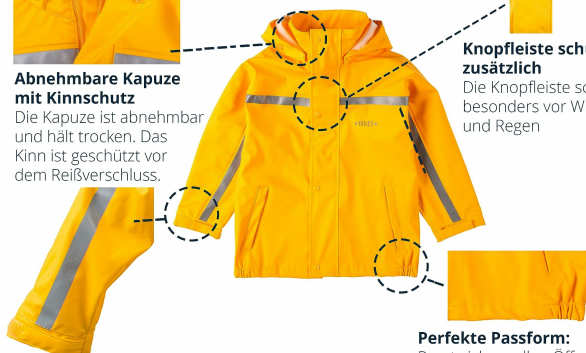 Abnehmbare Kapuze
mit Kinnschutz
Die Kapuze ist abnehmbar
und hält trocken. Das
Kinn ist geschützt vor
dem Reißverschluss.
Knopfleiste
zusätzlich
Die Knopfleiste
besonders vor
und Regen
BMS
Perfekte Passform: